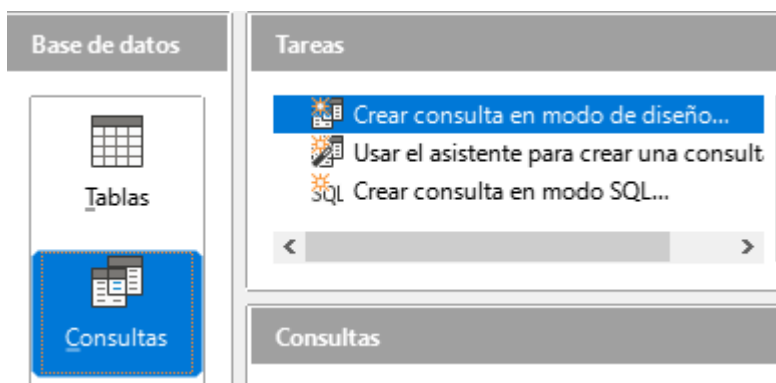 Base de datos
Tareas
Crear consulta en modo de diseño...
Usar el asistente para crear una consult
SQL Crear consulta en modo SQL...
Tablas
Consultas
Consultas